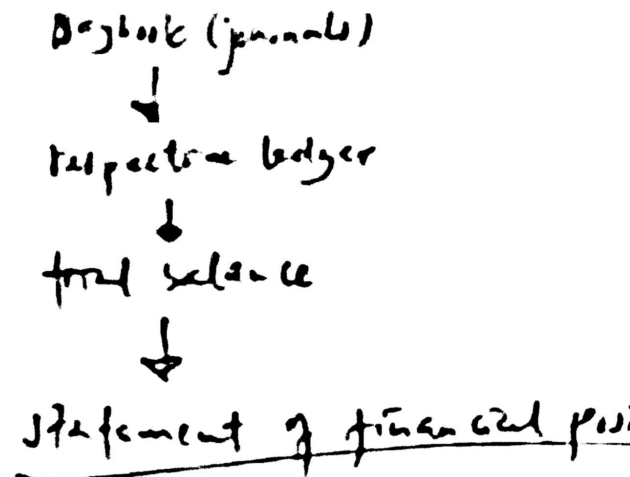 Daybook (journals)
respective ledger
trial balance
statement of financial posi